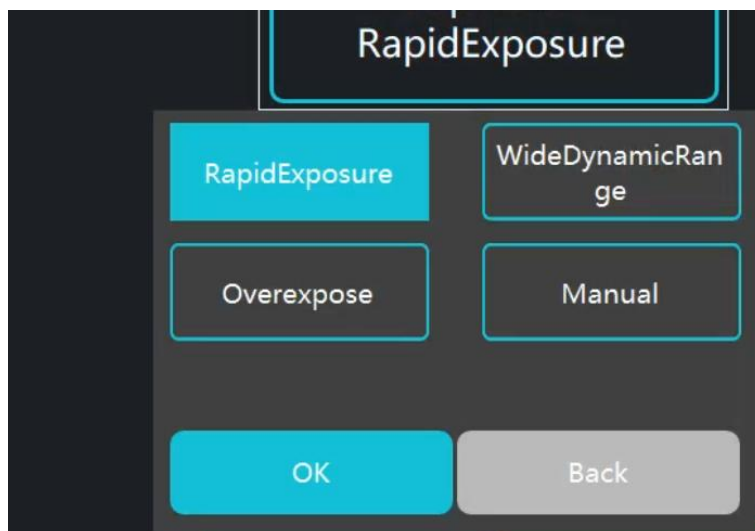 RapidExposure
RapidExposure
WideDynamicRan
ge
Overexpose
Manual
OK
Back